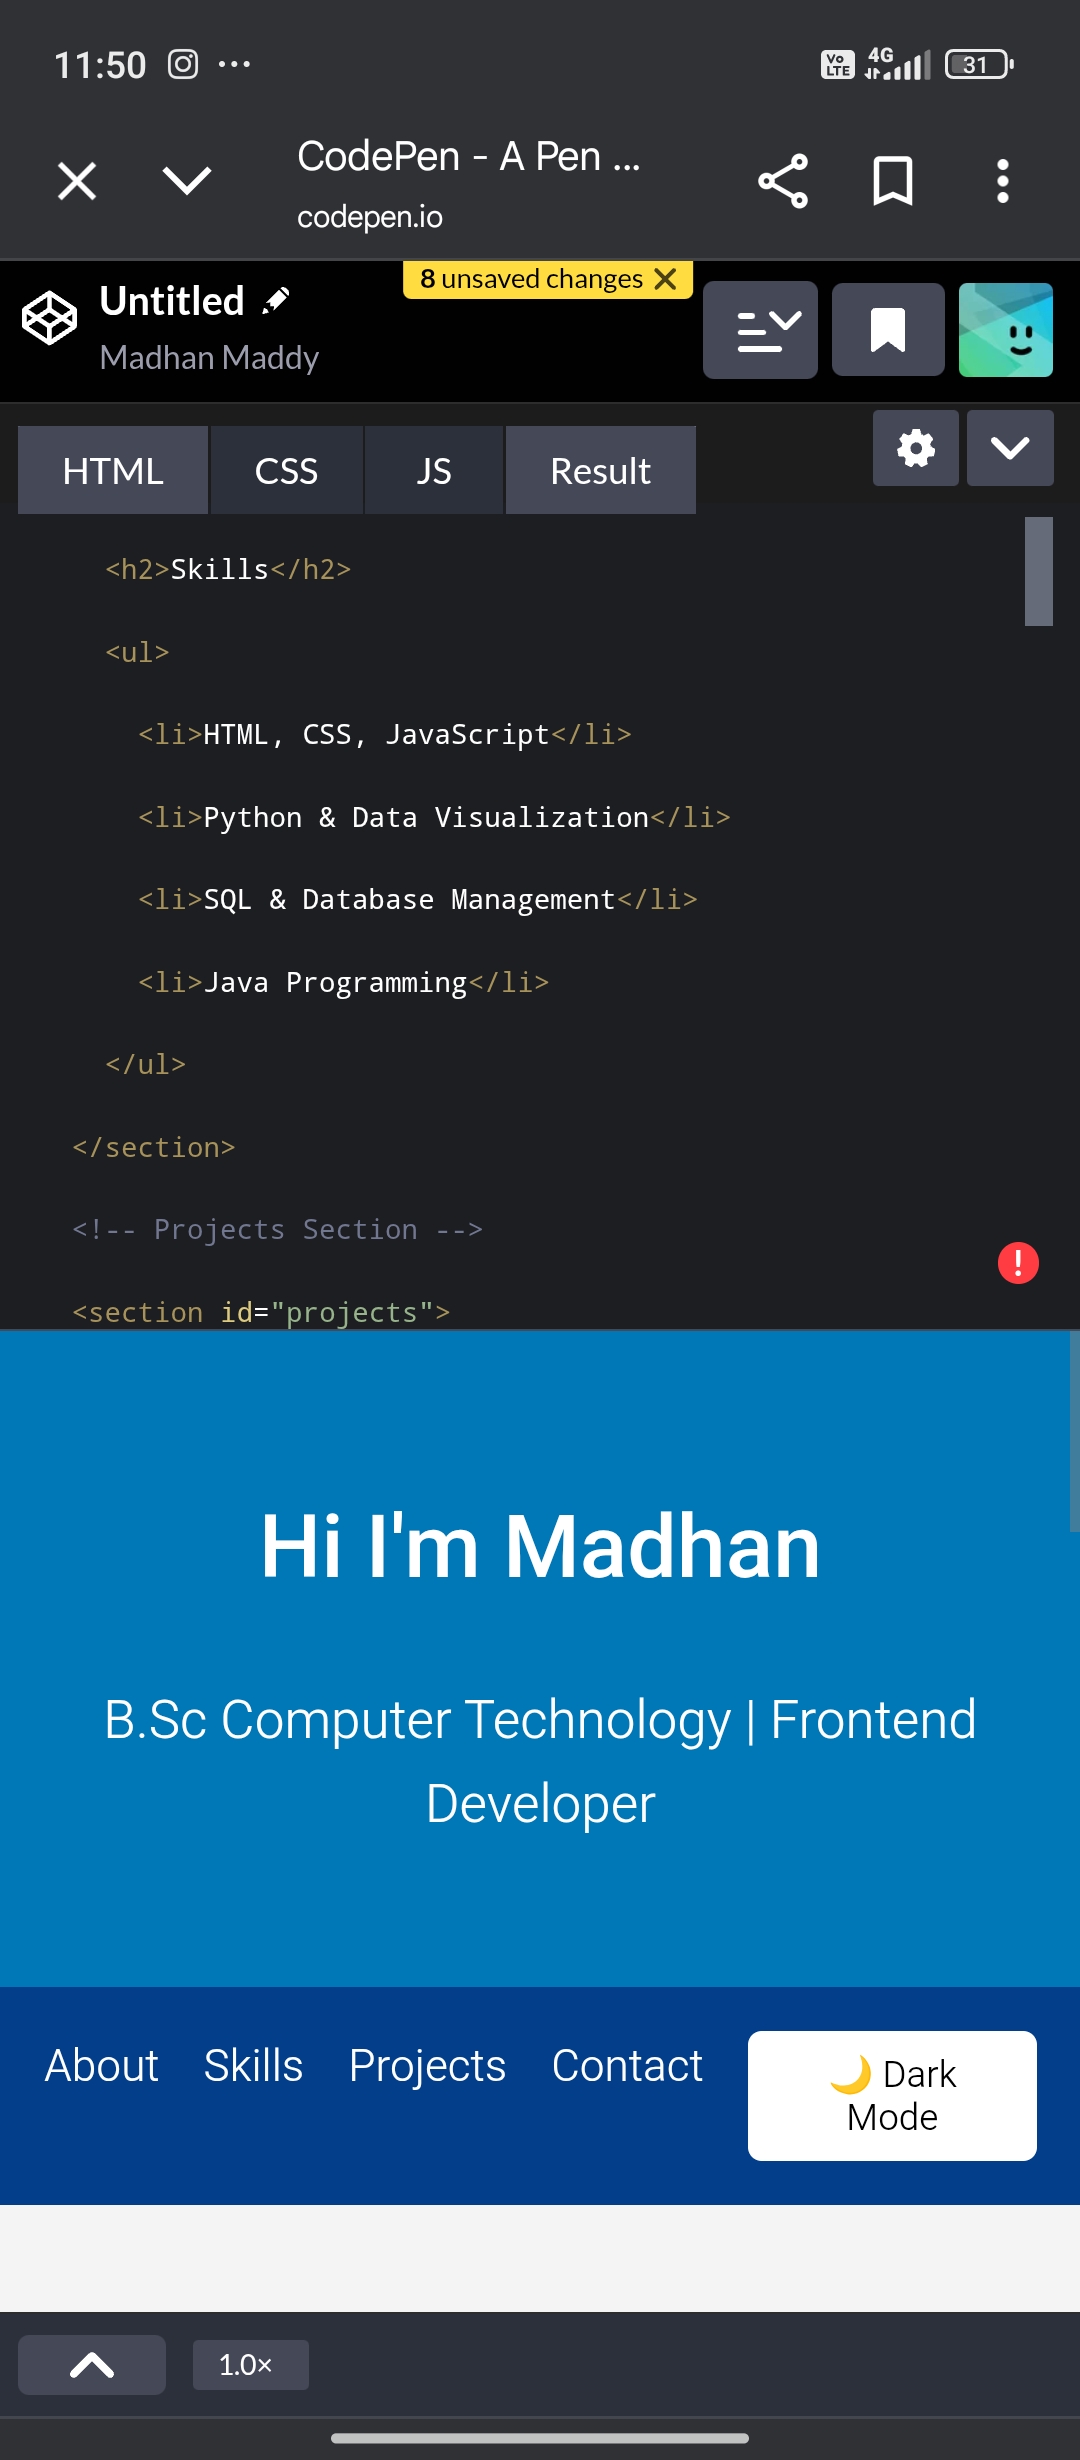 11:50
Vo LTE 4G 31
CodePen - A Pen ...
codepen.io
8 unsaved changes
Untitled
Madhan Maddy
HTML CSS JS Result
<h2>Skills</h2>
<ul>
<li>HTML, CSS, JavaScript</li>
<li>Python & Data Visualization</li>
<li>SQL & Database Management</li>
<li>Java Programming</li>
</ul>
</section>
<!-- Projects Section -->
<section id="projects">
Hi I'm Madhan
B.Sc Computer Technology | Frontend
Developer
About Skills Projects Contact 🌙 Dark
Mode
1.0×